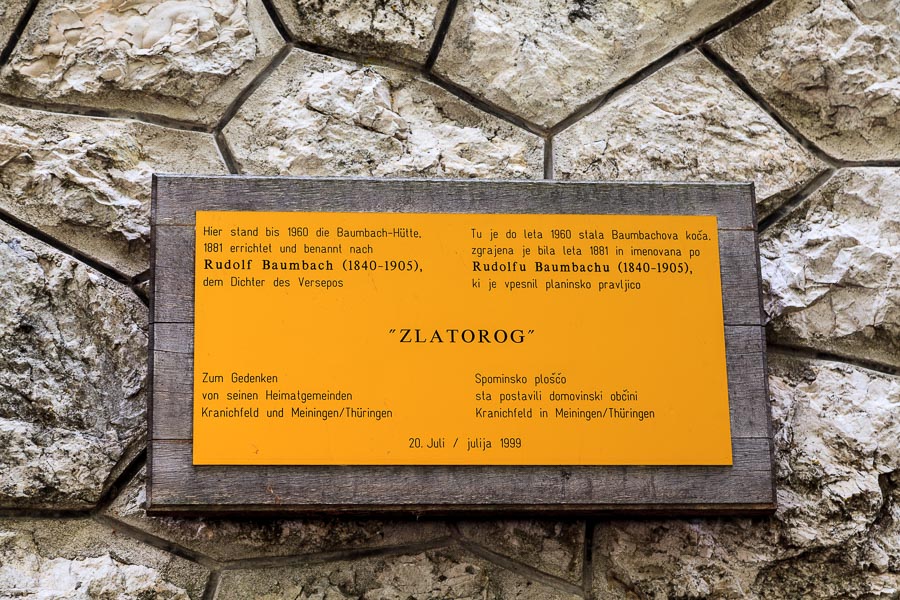 Hier stand bis 1960 die Baumbach-Hütte,
1881 errichtet und benannt nach
Rudolf Baumbach (1840-1905),
dem Dichter des Versepos
Tu je do leta 1960 stala Baumbachova koča,
zgrajena je bila leta 1881 in imenovana po
Rudolfu Baumbachu (1840-1905),
ki je vpesnil planinsko pravljico
"ZLATOROG"
Zum Gedenken
von seinen Heimatgemeinden
Kranichfeld und Meiningen/Thüringen
Spominsko ploščo
sta postavili domovinski občini
Kranichfeld in Meiningen/Thüringen
20. Juli / julija 1999